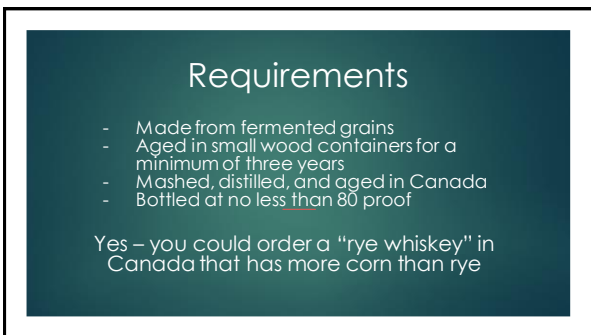 Requirements
- Made from fermented grains
- Aged in small wood containers for a
minimum of three years
- Mashed, distilled, and aged in Canada
- Bottled at no less than 80 proof
Yes – you could order a “rye whiskey” in
Canada that has more corn than rye